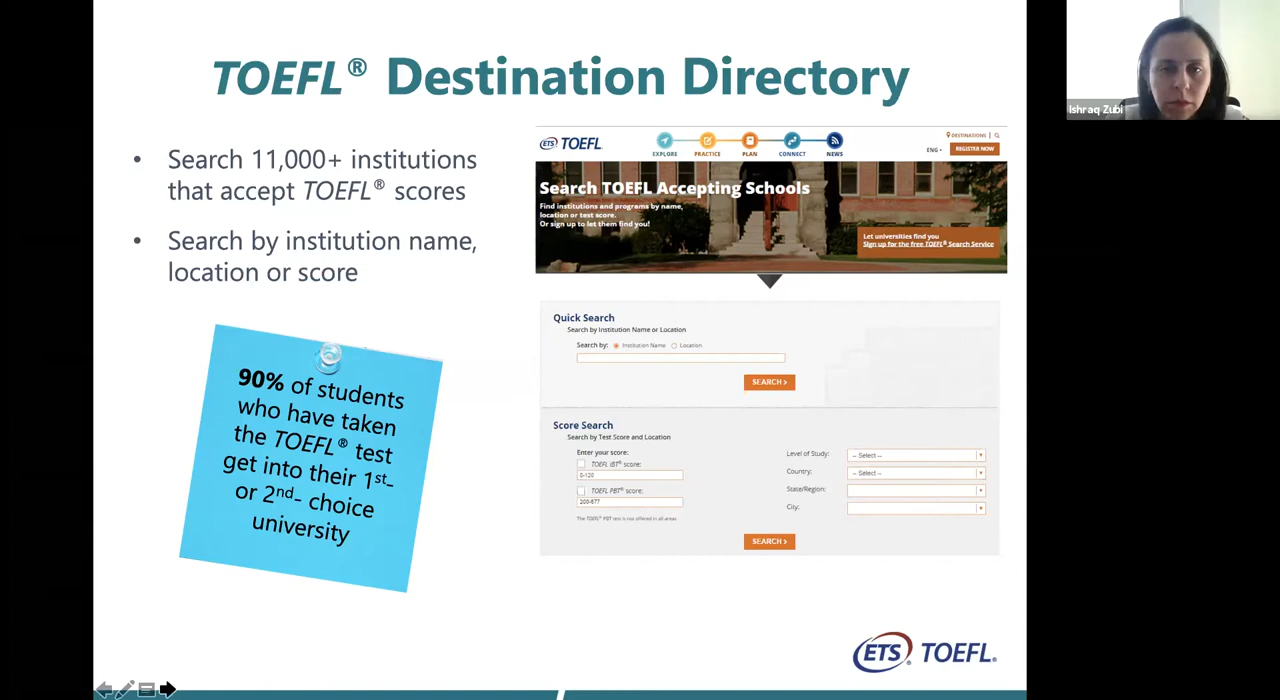 TOEFL® Destination Directory
Ishraq Zubi
• Search 11,000+ institutions
that accept TOEFL® scores
• Search by institution name,
location or score
90% of students
who have taken
the TOEFL® test
get into their 1st-
or 2nd- choice
university
ETS TOEFL.
EXPLORE PRACTICE PLAN CONNECT NEWS
DESTINATIONS |
ENG
REGISTER NOW
Search TOEFL Accepting Schools
Find institutions and programs by name,
location or test score.
Or sign up to let them find you!
Let universities find you
Sign up for the free TOEFL® Search Service
Quick Search
Search by Institution Name or Location
Search by: Institution Name Location
SEARCH >
Score Search
Search by Test Score and Location
Enter your score:
TOEFL iBT® score:
0-120
TOEFL PBT® score:
200-677
The TOEFL® PBT test is not offered in all areas
Level of Study: -- Select --
Country: -- Select --
State/Region:
City:
SEARCH >
ETS® TOEFL®